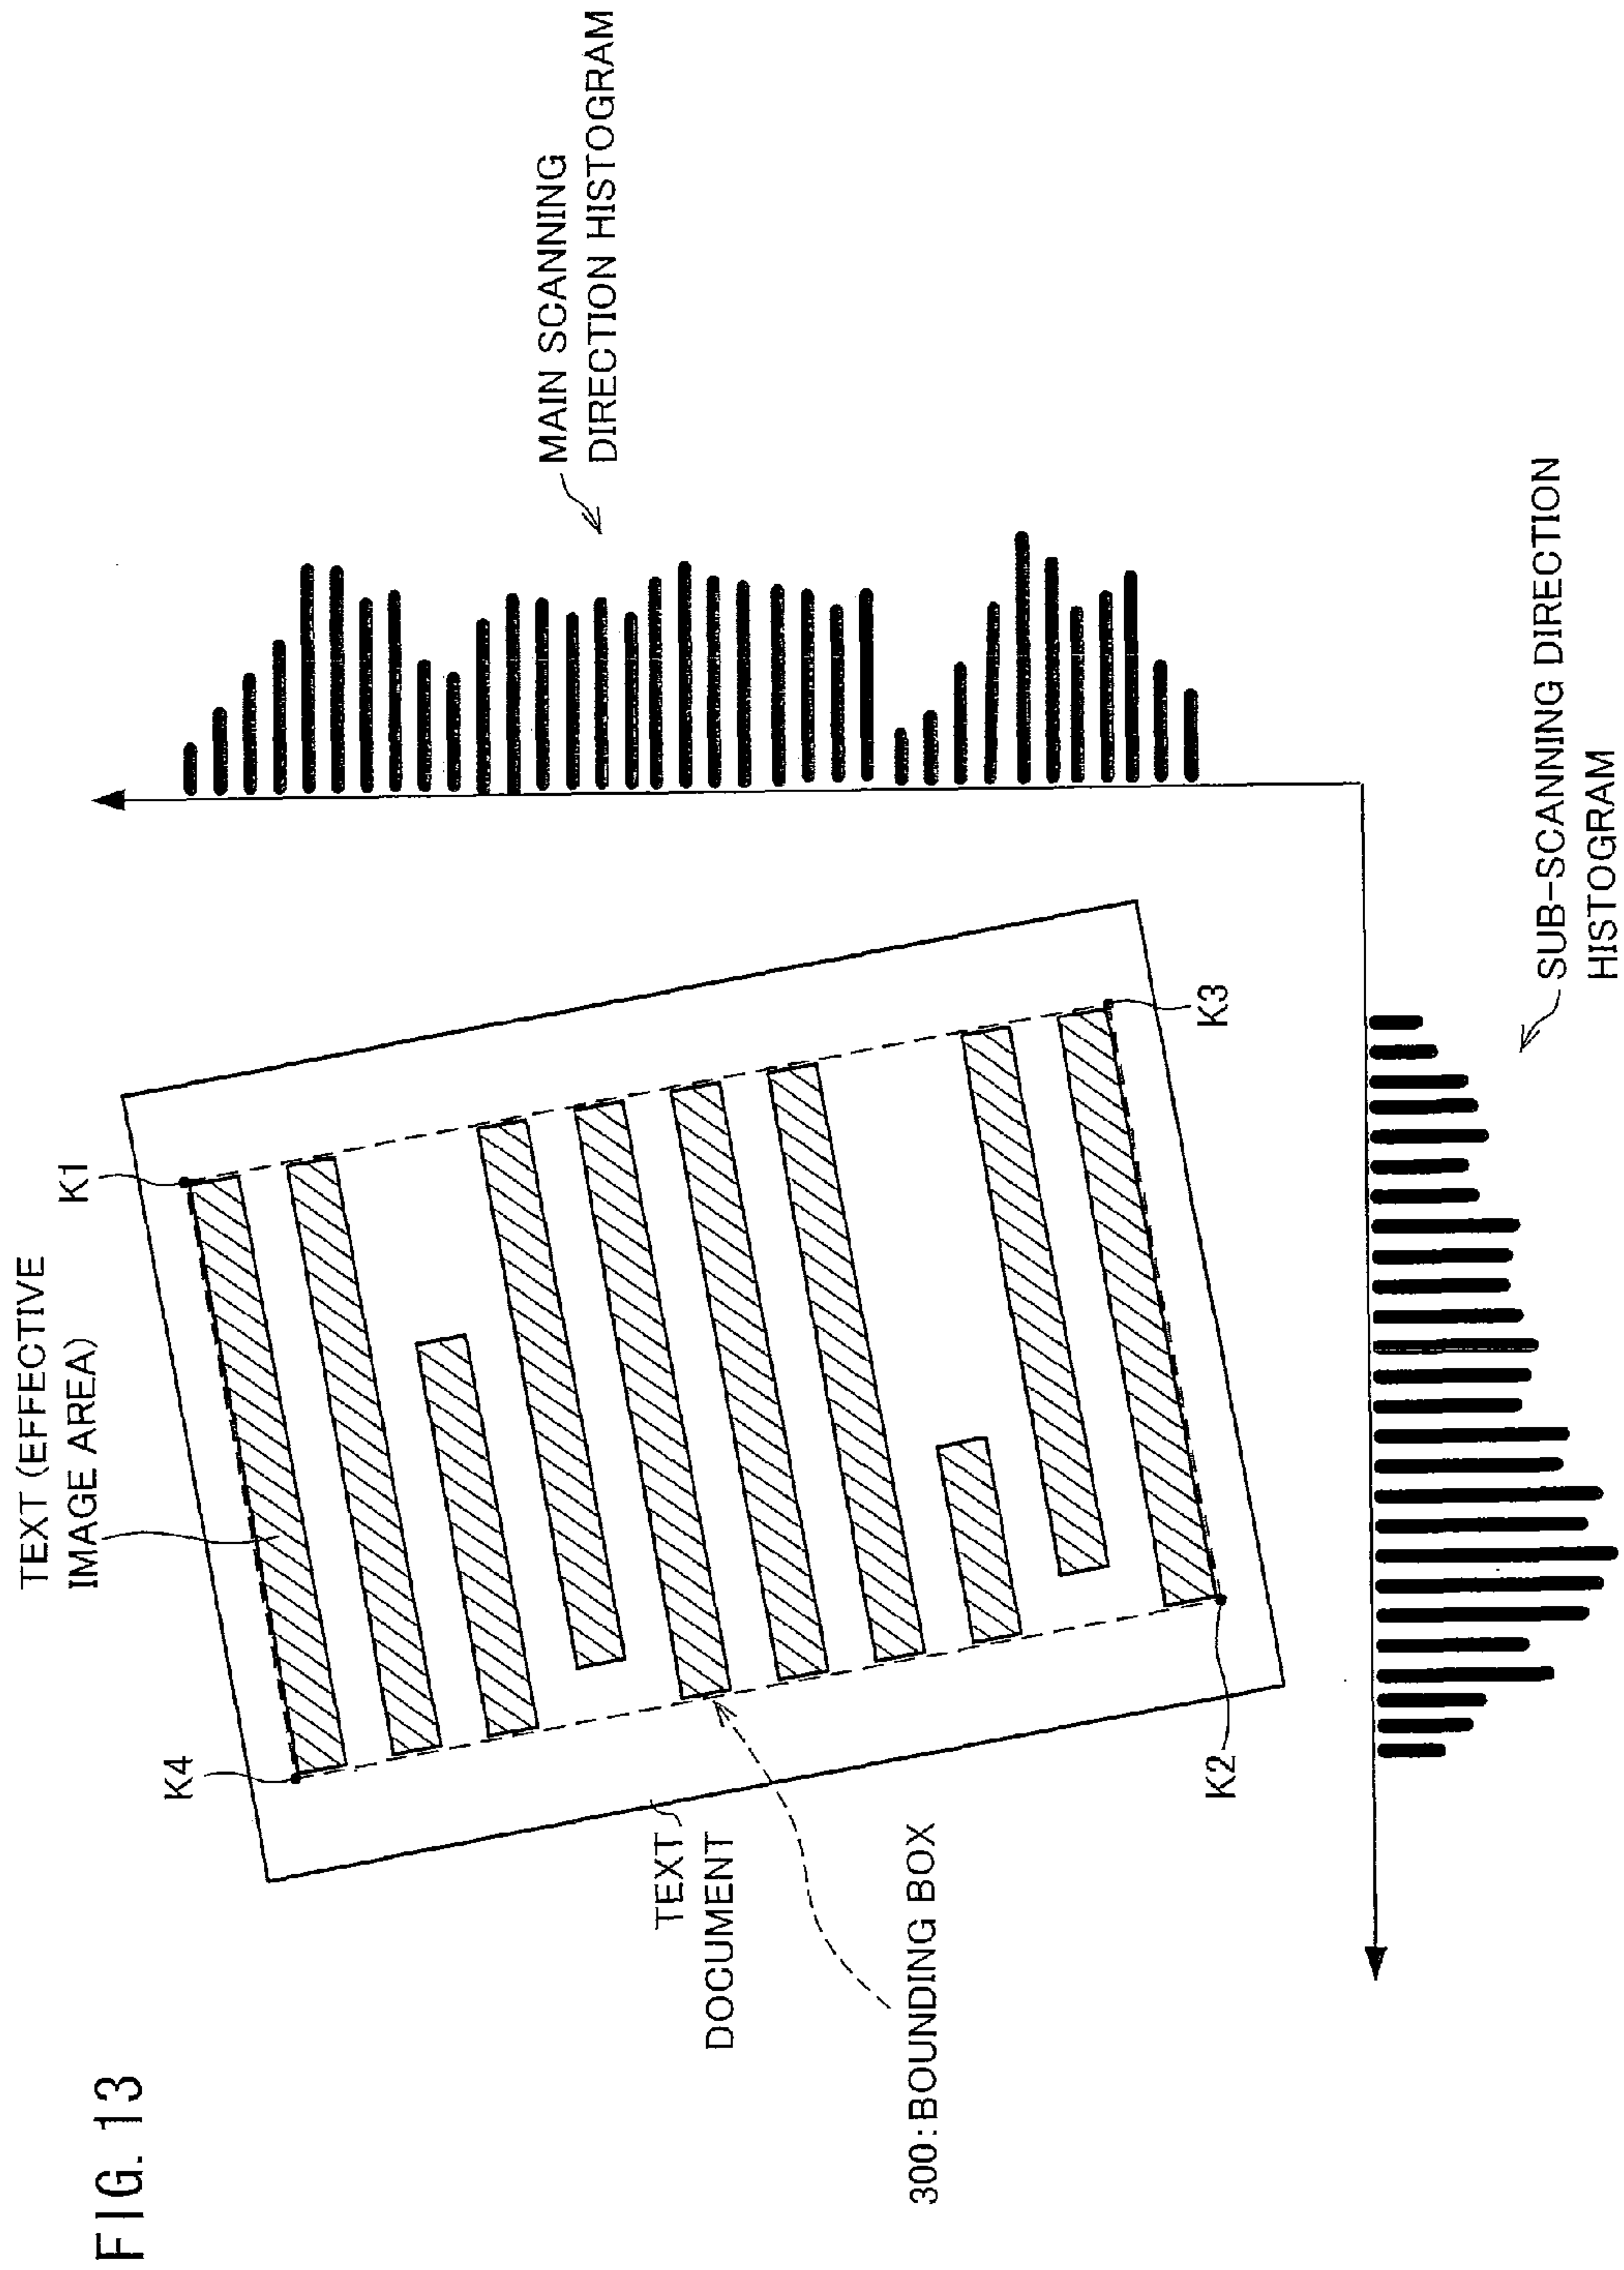 FIG. 13
TEXT (EFFECTIVE
IMAGE AREA)
K4
K1
TEXT
DOCUMENT
300:BOUNDING BOX
K2
K3
MAIN SCANNING
DIRECTION HISTOGRAM
SUB-SCANNING DIRECTION
HISTOGRAM